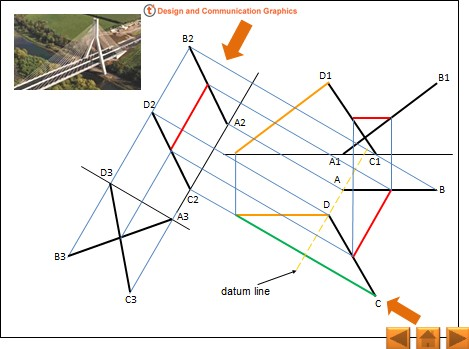 t Design and Communication Graphics
B2
D1
B1
D2
A2
A1
C1
D3
A
B
C2
D
A3
B3
C3
datum line
C